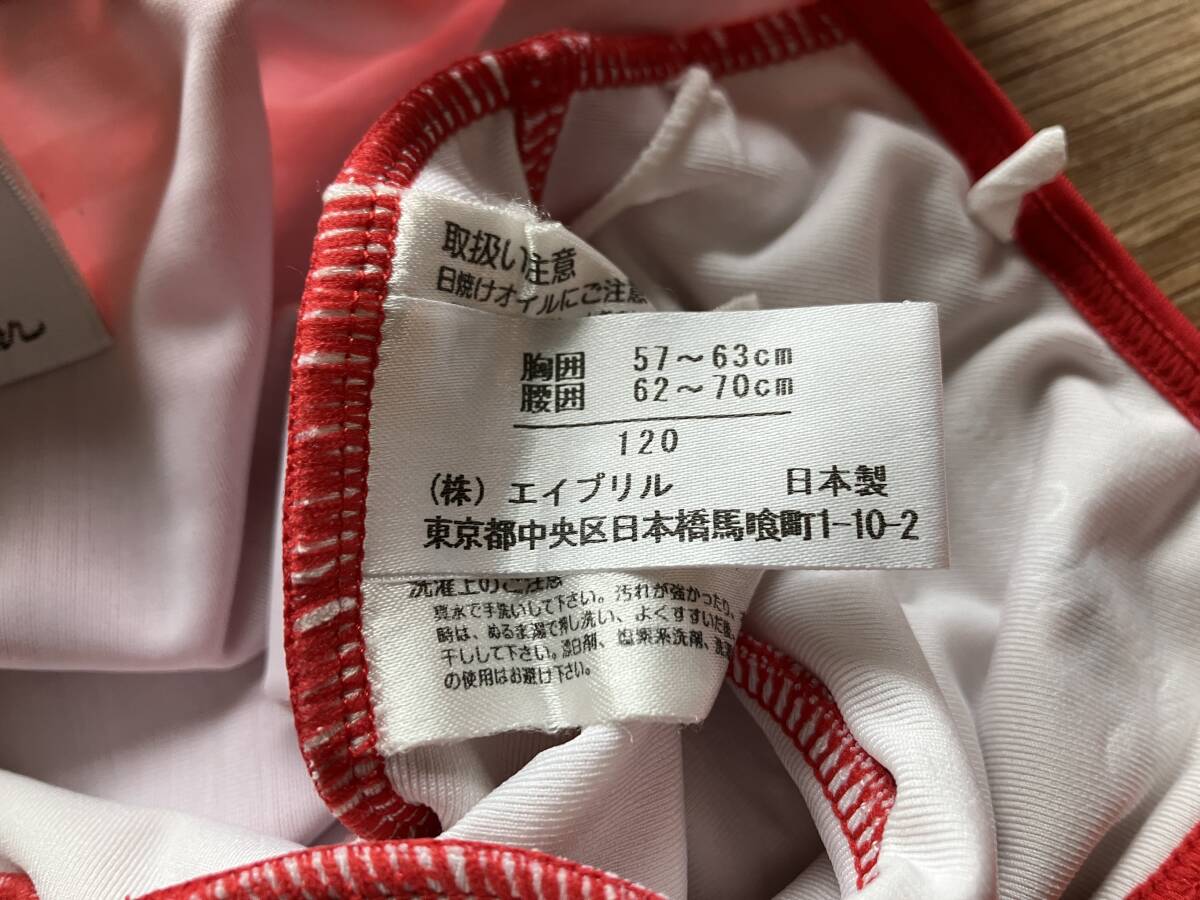 取扱い注意
日焼けオイルにご注意
胸囲 57〜63cm
腰囲 62〜70cm
120
(株) エイプリル 日本製
東京都中央区日本橋馬喰町1-10-2
洗濯上のご注意
真水で手洗いして下さい。汚れが強かったり、
時は、ぬるま湯で押し洗い、よくすすいだ後、
干しして下さい。漂白剤、塩素系洗剤、洗濯
の使用はお避け下さい。